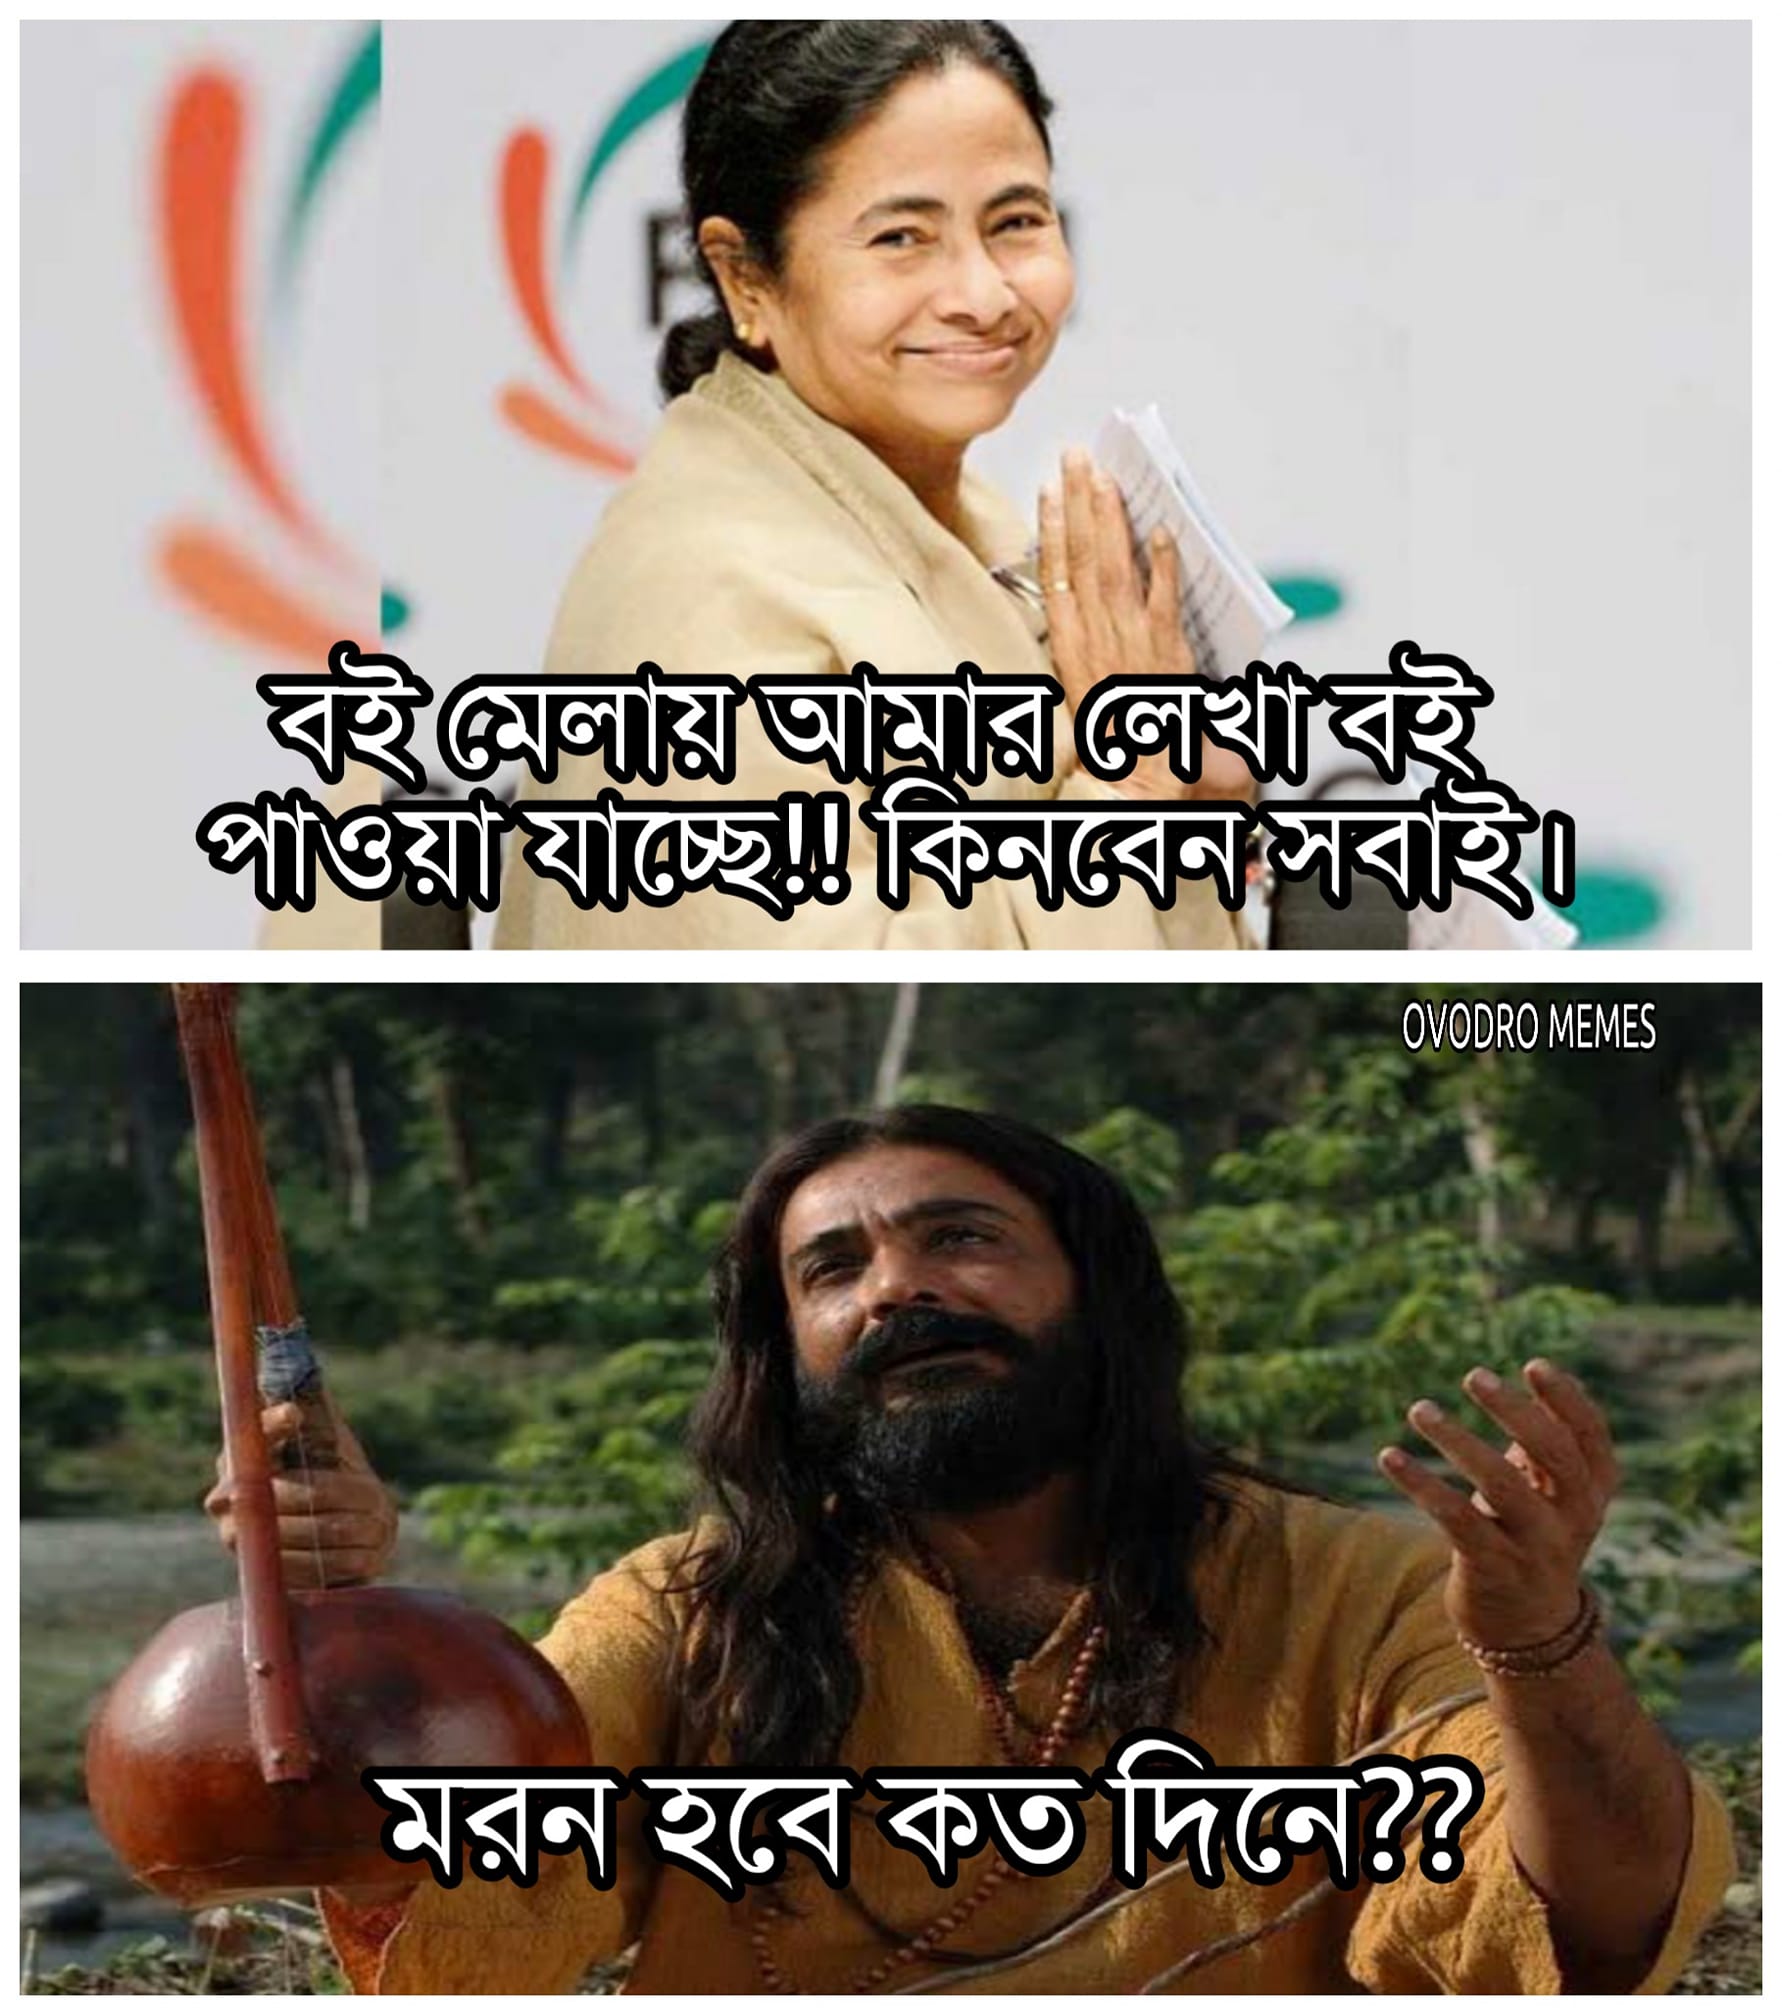 বই মেলায় আমার লেখা বই
পাওয়া যাচ্ছে!! কিনবেন সবাই।
OVODRO MEMES
মরন হবে কত দিনে??